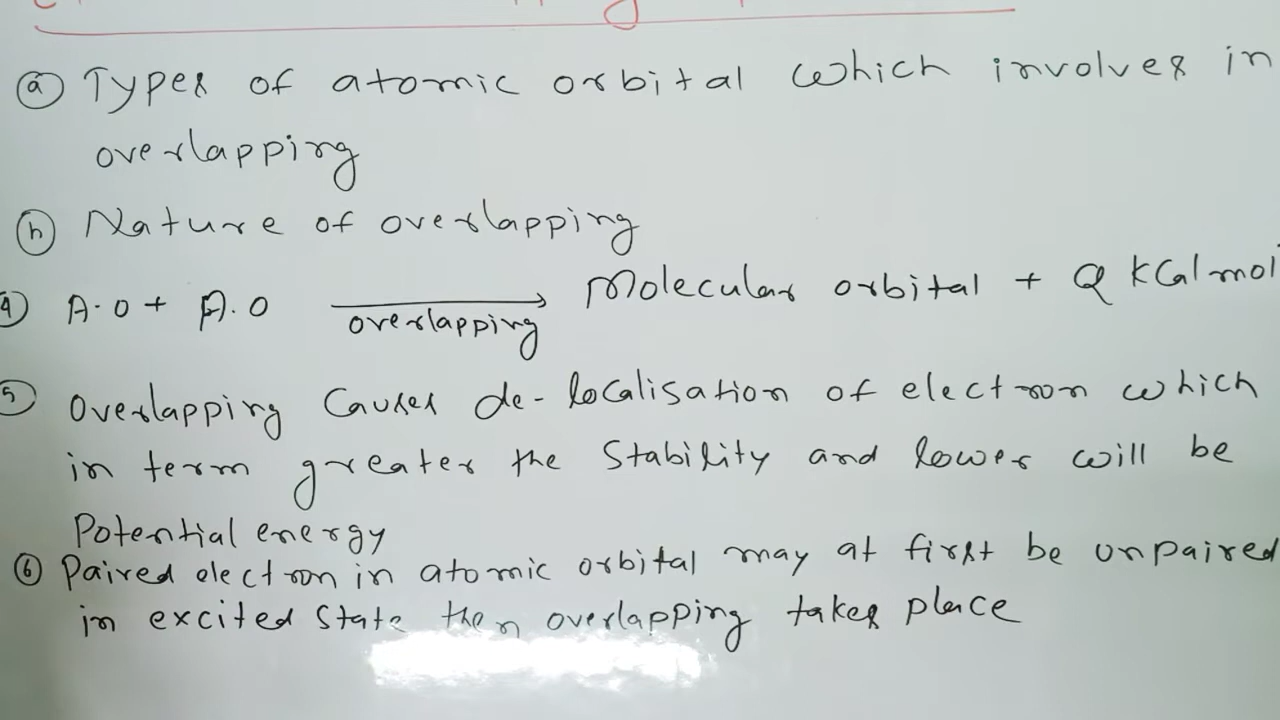 (a) Types of atomic orbital which involves in
overlapping
(b) Nature of overlapping
(4) A.O + A.O → overlapping Molecular orbital + Q KCal mol
(5) Overlapping Causes de-localisation of electron which
in term greater the Stability and lower will be
Potential energy
(6) Paired electron in atomic orbital may at first be unpaired
in excited State then overlapping takes place